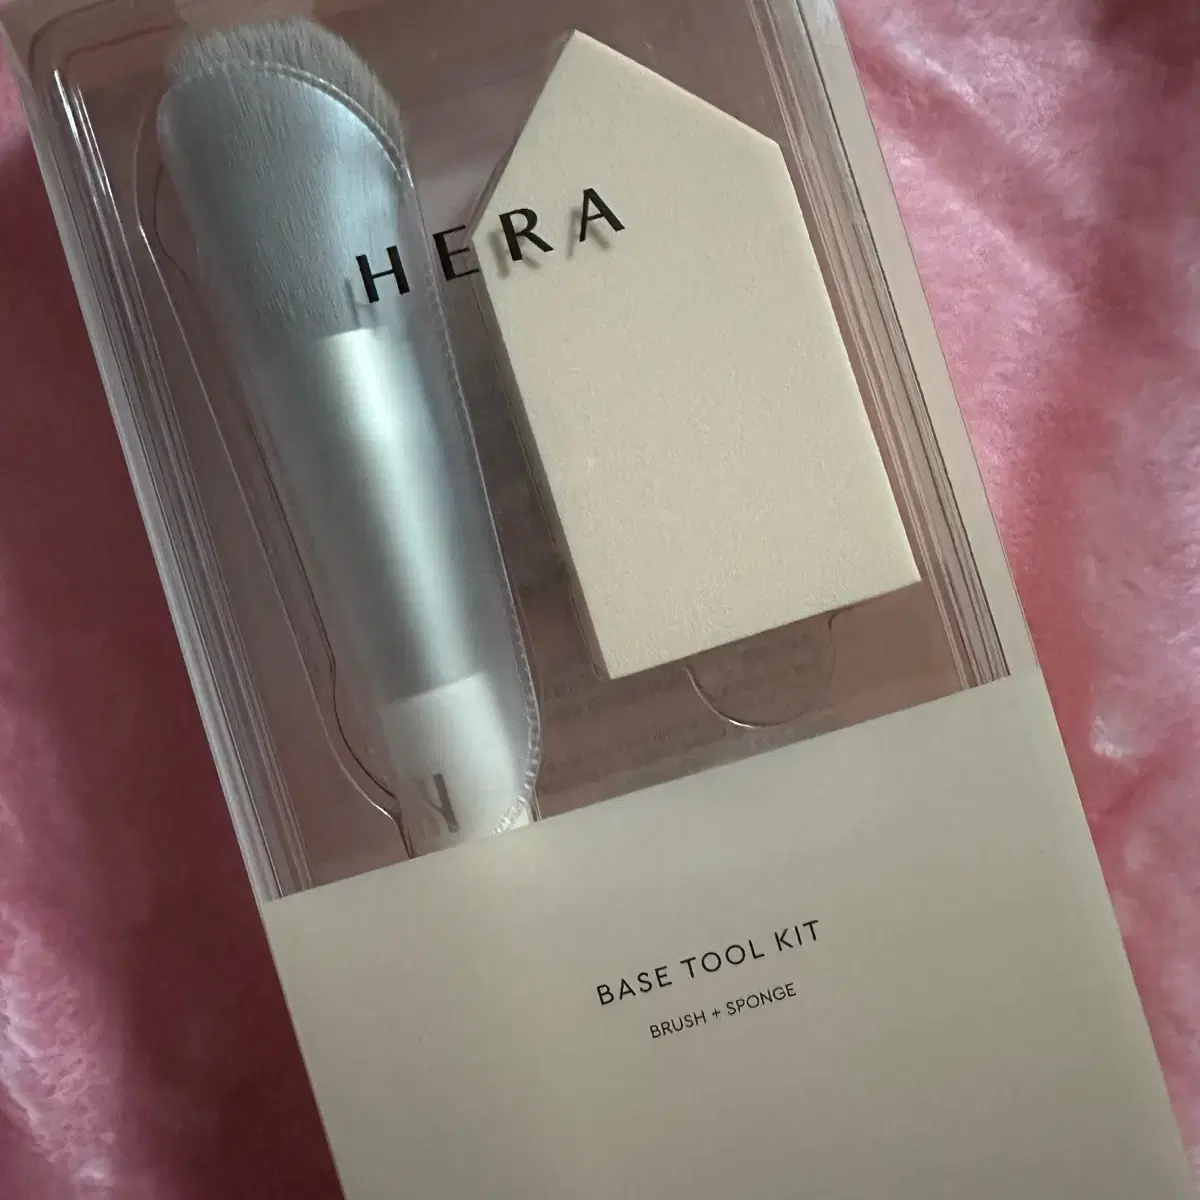 HERA
H
BASE TOOL KIT
BRUSH + SPONGE